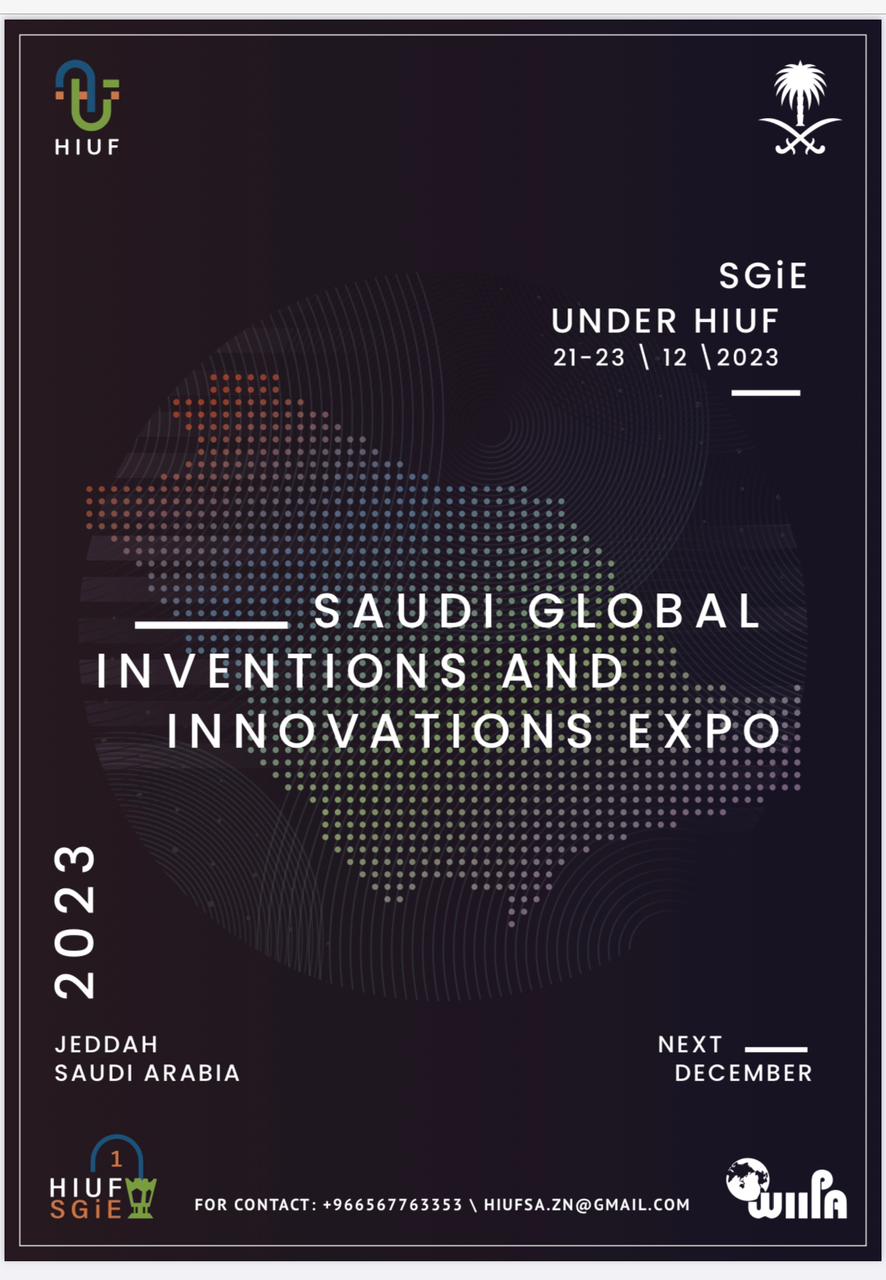 HIUF
SGiE
UNDER HIUF
21-23 \ 12 \2023
SAUDI GLOBAL
INVENTIONS AND
INNOVATIONS EXPO
2023
JEDDAH
SAUDI ARABIA
NEXT
DECEMBER
1
HIUF
SGiE
FOR CONTACT: +966567763353 \ HIUFSA.ZN@GMAIL.COM
WIIPA